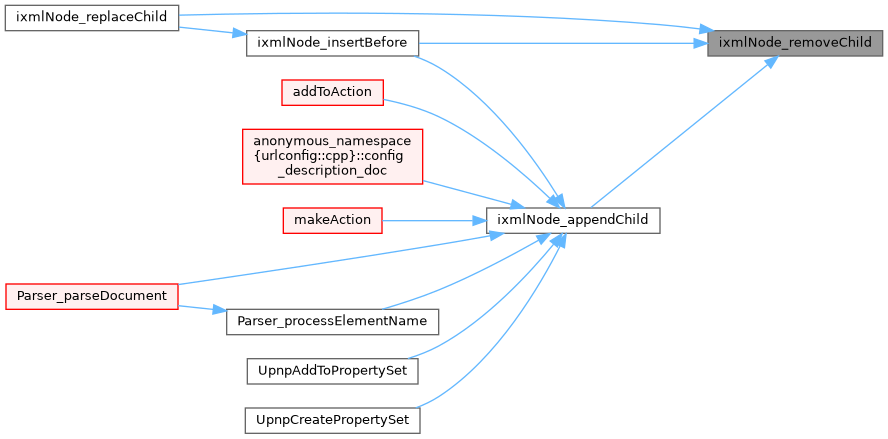 ixmlNode_replaceChild
ixmlNode_insertBefore
ixmlNode_removeChild
addToAction
anonymous_namespace
{urlconfig::cpp}::config
_description_doc
makeAction
ixmlNode_appendChild
Parser_parseDocument
Parser_processElementName
UpnpAddToPropertySet
UpnpCreatePropertySet